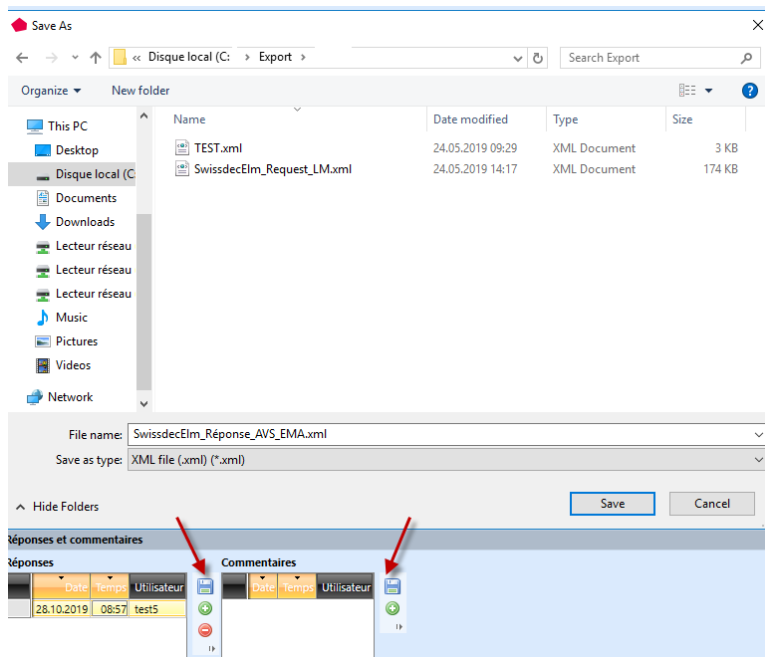 Save As
« Disque local (C: > Export >
Search Export
Organize
New folder
Name Date modified Type Size
This PC
Desktop
Disque local (C
Documents
Downloads
Lecteur réseau
Lecteur réseau
Lecteur réseau
Music
Pictures
Videos
Network
TEST.xml 24.05.2019 09:29 XML Document 3 KB
SwissdecElm_Request_LM.xml 24.05.2019 14:17 XML Document 174 KB
File name: SwissdecElm_Réponse_AVS_EMA.xml
Save as type: XML file (.xml) (*.xml)
Hide Folders
Save
Cancel
Réponses et commentaires
Réponses
Date Temps Utilisateur
28.10.2019 08:57 test5
Commentaires
Date Temps Utilisateur